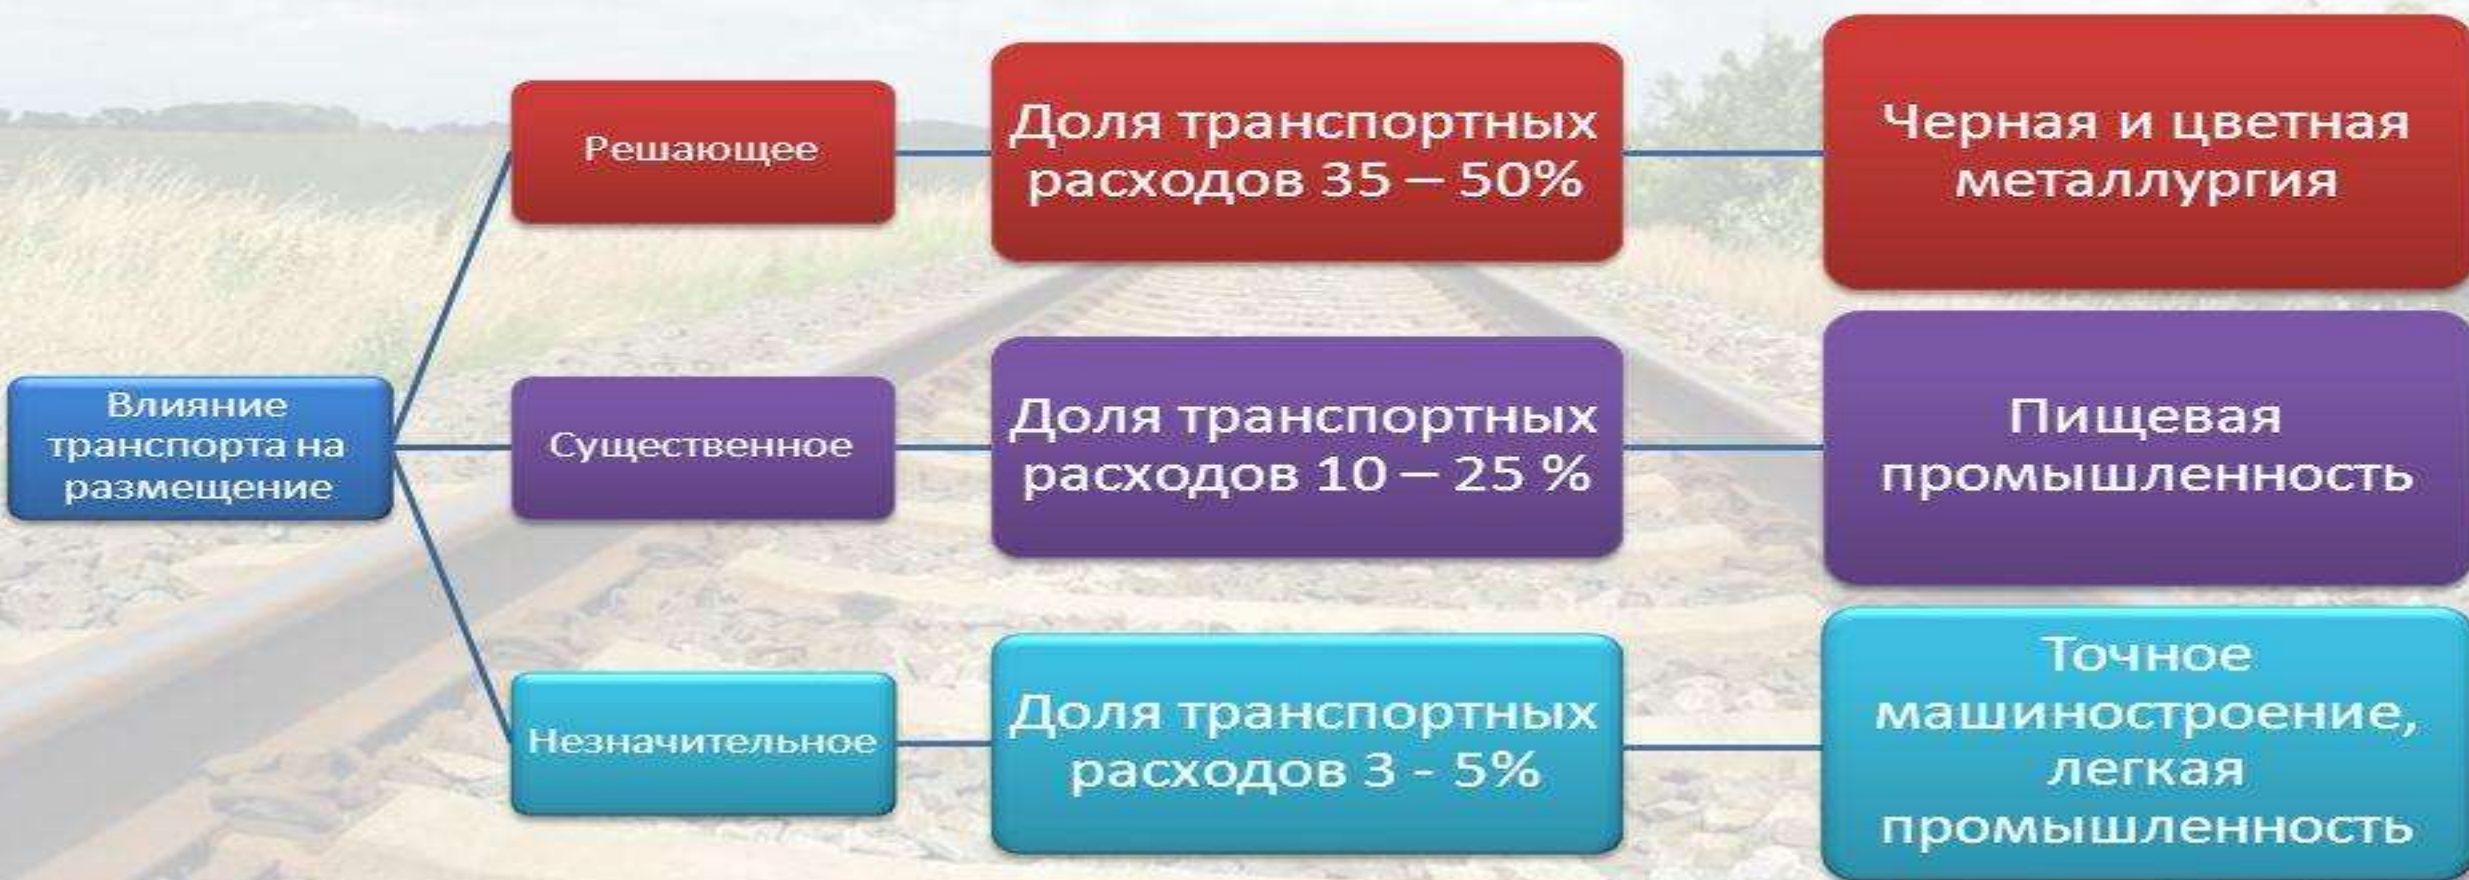 Влияние
транспорта на
размещение
Решающее
Доля транспортных
расходов 35 – 50%
Черная и цветная
металлургия
Существенное
Доля транспортных
расходов 10 – 25 %
Пищевая
промышленность
Незначительное
Доля транспортных
расходов 3 - 5%
Точное
машиностроение,
легкая
промышленность